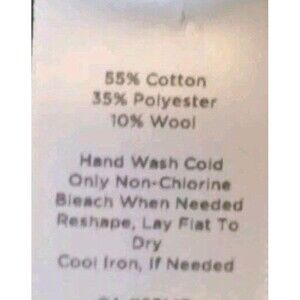 55% Cotton
35% Polyester
10% Wool
Hand Wash Cold
Only Non-Chlorine
Bleach When Needed
Reshape, Lay Flat To
Dry
Cool Iron, If Needed